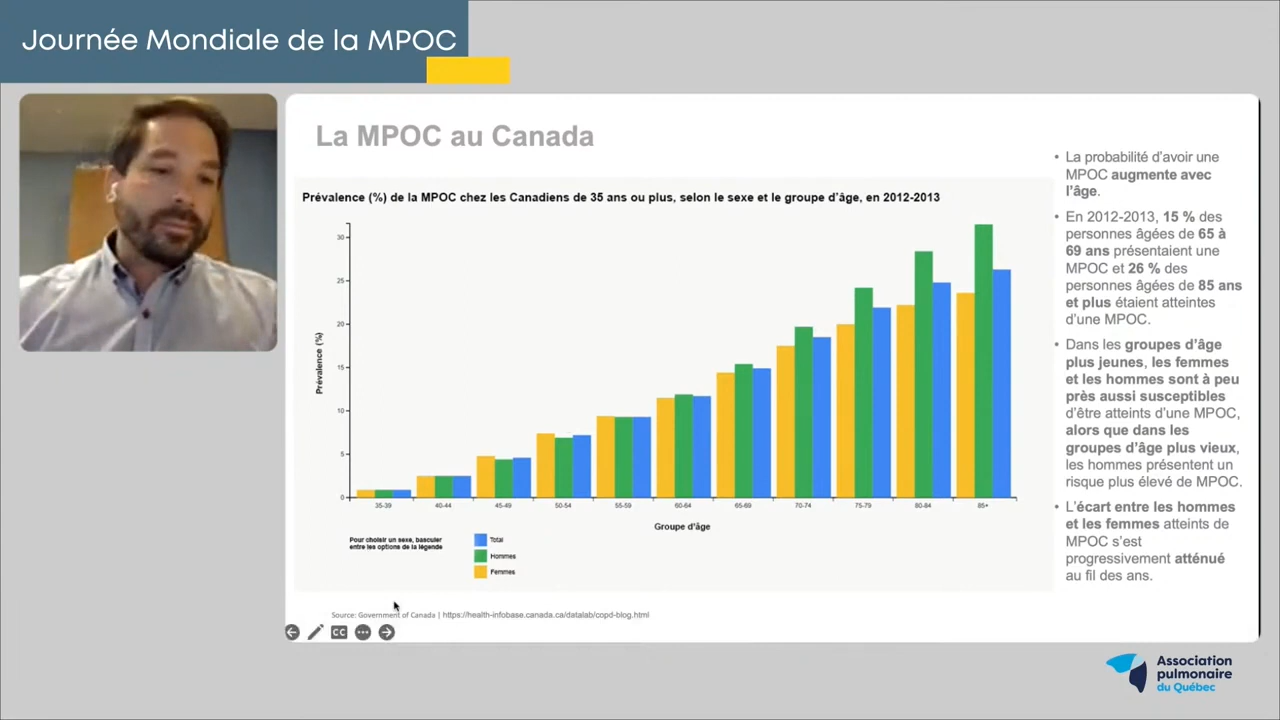 Journée Mondiale de la MPOC
La MPOC au Canada
Prévalence (%) de la MPOC chez les Canadiens de 35 ans ou plus, selon le sexe et le groupe d'âge, en 2012-2013
Prévalence (%)
30
25
20
15
10
5
0
35-39 40-44 45-49 50-54 55-59 60-64 65-69 70-74 75-79 80-84 85+
Groupe d'âge
Pour choisir un sexe, basculer
entre les options de la légende
Total
Hommes
Femmes
Source: Government of Canada | https://health-infobase.canada.ca/datalab/copd-blog.html
CC
• La probabilité d'avoir une
MPOC augmente avec
l'âge.
• En 2012-2013, 15 % des
personnes âgées de 65 à
69 ans présentaient une
MPOC et 26 % des
personnes âgées de 85 ans
et plus étaient atteintes
d'une MPOC.
• Dans les groupes d'âge
plus jeunes, les femmes
et les hommes sont à peu
près aussi susceptibles
d'être atteints d'une MPOC,
alors que dans les
groupes d'âge plus vieux,
les hommes présentent un
risque plus élevé de MPOC.
• L'écart entre les hommes
et les femmes atteints de
MPOC s'est
progressivement atténué
au fil des ans.
Association
pulmonaire
du Québec